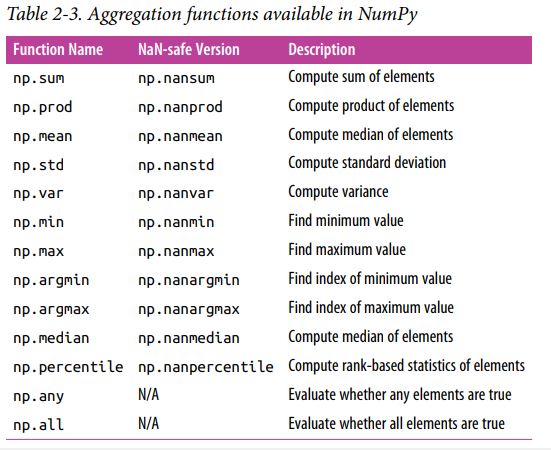 Table 2-3. Aggregation functions available in NumPy
Function Name NaN-safe Version Description
np.sum np.nansum Compute sum of elements
np.prod np.nanprod Compute product of elements
np.mean np.nanmean Compute median of elements
np.std np.nanstd Compute standard deviation
np.var np.nanvar Compute variance
np.min np.nanmin Find minimum value
np.max np.nanmax Find maximum value
np.argmin np.nanargmin Find index of minimum value
np.argmax np.nanargmax Find index of maximum value
np.median np.nanmedian Compute median of elements
np.percentile np.nanpercentile Compute rank-based statistics of elements
np.any N/A Evaluate whether any elements are true
np.all N/A Evaluate whether all elements are true